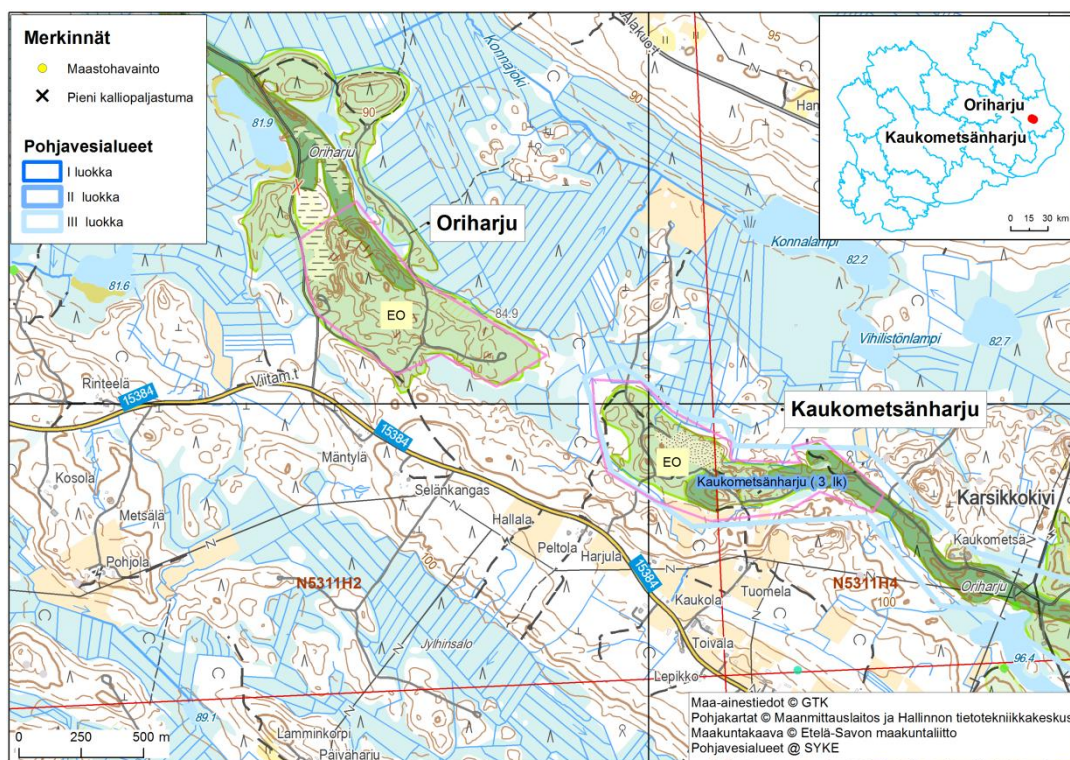 Merkinnät
Maastohavainto
Pieni kalliopaljastuma
Pohjavesialueet
I luokka
II luokka
III luokka
Oriharju
Kaukometsänharju
0 15 30 km
Konnajoki
95
90
81.9
Oriharju
Oriharju
Konnalampi
82.2
81.6
EO
84.9
Vihilistönlampi
82.7
Rinteelä
Viitam.t
15384
Kaukometsänharju
15384
Mäntylä
EO
Kaukometsänharju ( 3 lk)
Kosola
Selänkangas
Karsikkokivi
Metsälä
Hallala
Kaukometsä
Pohjola
Peltola
Harjula
N5311H2
15384
N5311H4
100
Tuomela
100
Oriharju
Kaukola
Jylhinsalo
Toivala
96.4
Lepikko
89.1
Lamminkorpi
Päiväharju
0 250 500 m
Maa-ainestiedot © GTK
Pohjakartat © Maanmittauslaitos ja Hallinnon tietotekniikkakeskus
Maakuntakaava © Etelä-Savon maakuntaliitto
Pohjavesialueet @ SYKE